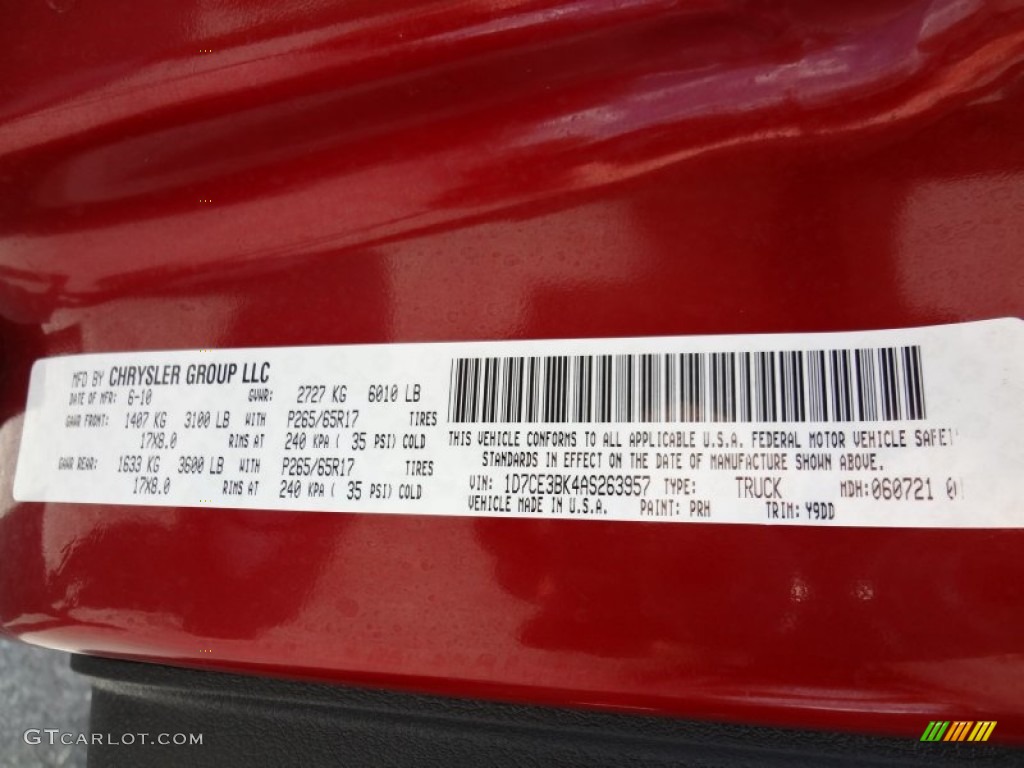 MFD BY CHRYSLER GROUP LLC
DATE OF MFR: 6-10 GVWR: 2727 KG 6010 LB
GAWR FRONT: 1407 KG 3100 LB WITH P265/65R17 TIRES
17X8.0 RIMS AT 240 KPA ( 35 PSI) COLD
GAWR REAR: 1633 KG 3600 LB WITH P265/65R17 TIRES
17X8.0 RIMS AT 240 KPA ( 35 PSI) COLD
THIS VEHICLE CONFORMS TO ALL APPLICABLE U.S.A. FEDERAL MOTOR VEHICLE SAFET
STANDARDS IN EFFECT ON THE DATE OF MANUFACTURE SHOWN ABOVE.
VIN: 1D7CE3BK4AS263957 TYPE: TRUCK MDH:060721
VEHICLE MADE IN U.S.A. PAINT: PRH TRIM: Y9DD
GTCARLOT.COM